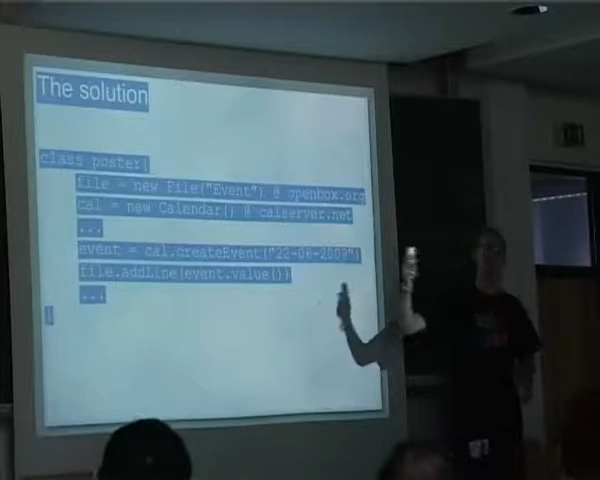 The solution
class poster{
file = new File("Event") @ openbox.org
cal = new Calendar() @ calserver.net
...
event = cal.createEvent("22-06-2009")
file.addLine(event.value())
...
}